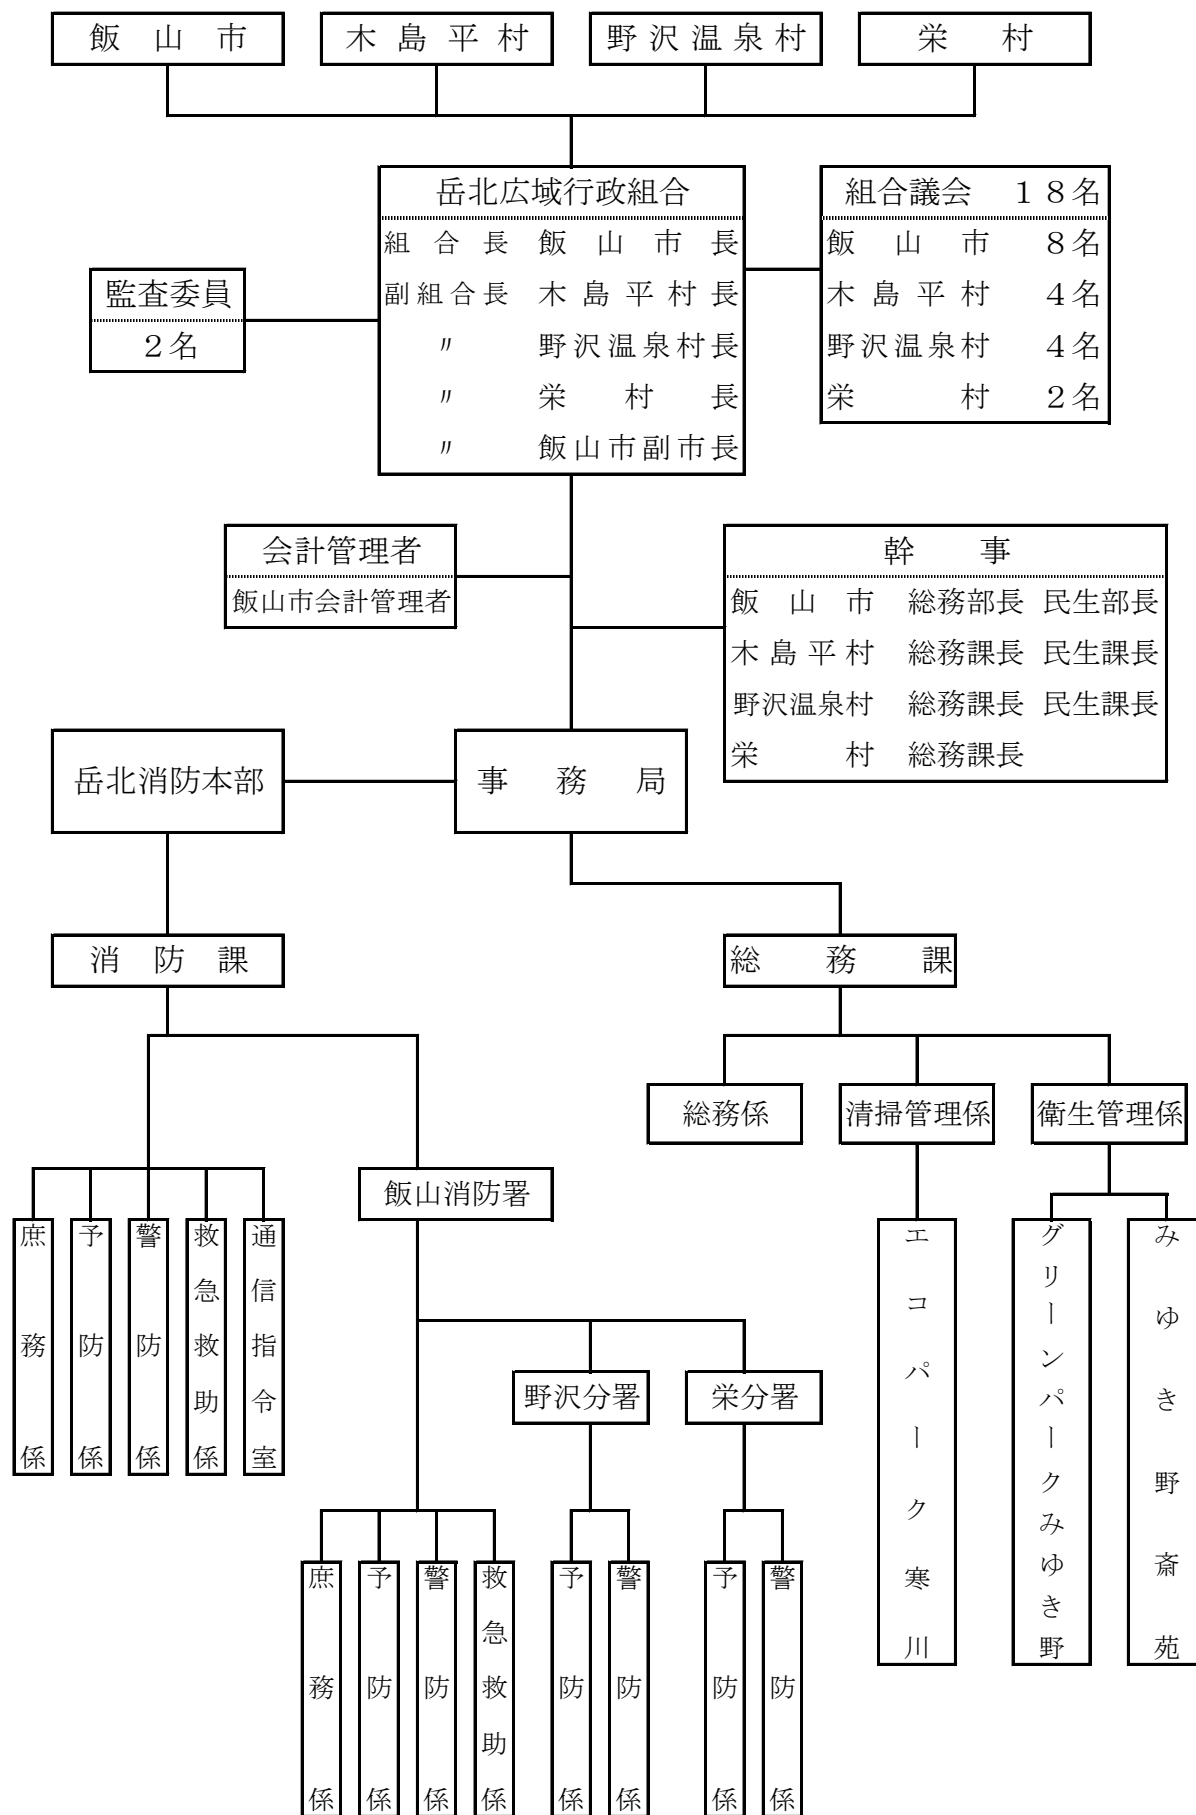 飯山市
木島平村
野沢温泉村
栄村
岳北広域行政組合
組合長 飯山市長
副組合長 木島平村長
〃 野沢温泉村長
〃 栄村長
〃 飯山市副市長
組合議会 １８名
飯山市 ８名
木島平村 ４名
野沢温泉村 ４名
栄村 ２名
監査委員
２名
会計管理者
飯山市会計管理者
幹事
飯山市 総務部長 民生部長
木島平村 総務課長 民生課長
野沢温泉村 総務課長 民生課長
栄村 総務課長
岳北消防本部
事務局
消防課
総務課
総務係
清掃管理係
衛生管理係
飯山消防署
庶務係
予防係
警防係
救急救助係
通信指令室
エコパーク寒川
グリーンパークみゆき野
みゆき野斎苑
野沢分署
栄分署
庶務係
予防係
警防係
救急救助係
予防係
警防係
予防係
警防係